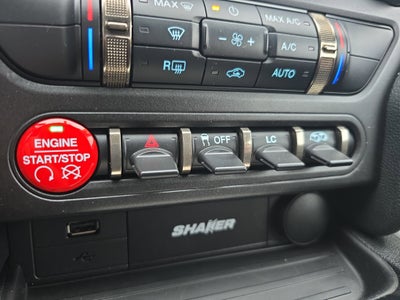 MAX
MAX A/C
A/C
R
AUTO
ENGINE
START/STOP
OFF
LC
SHAKER